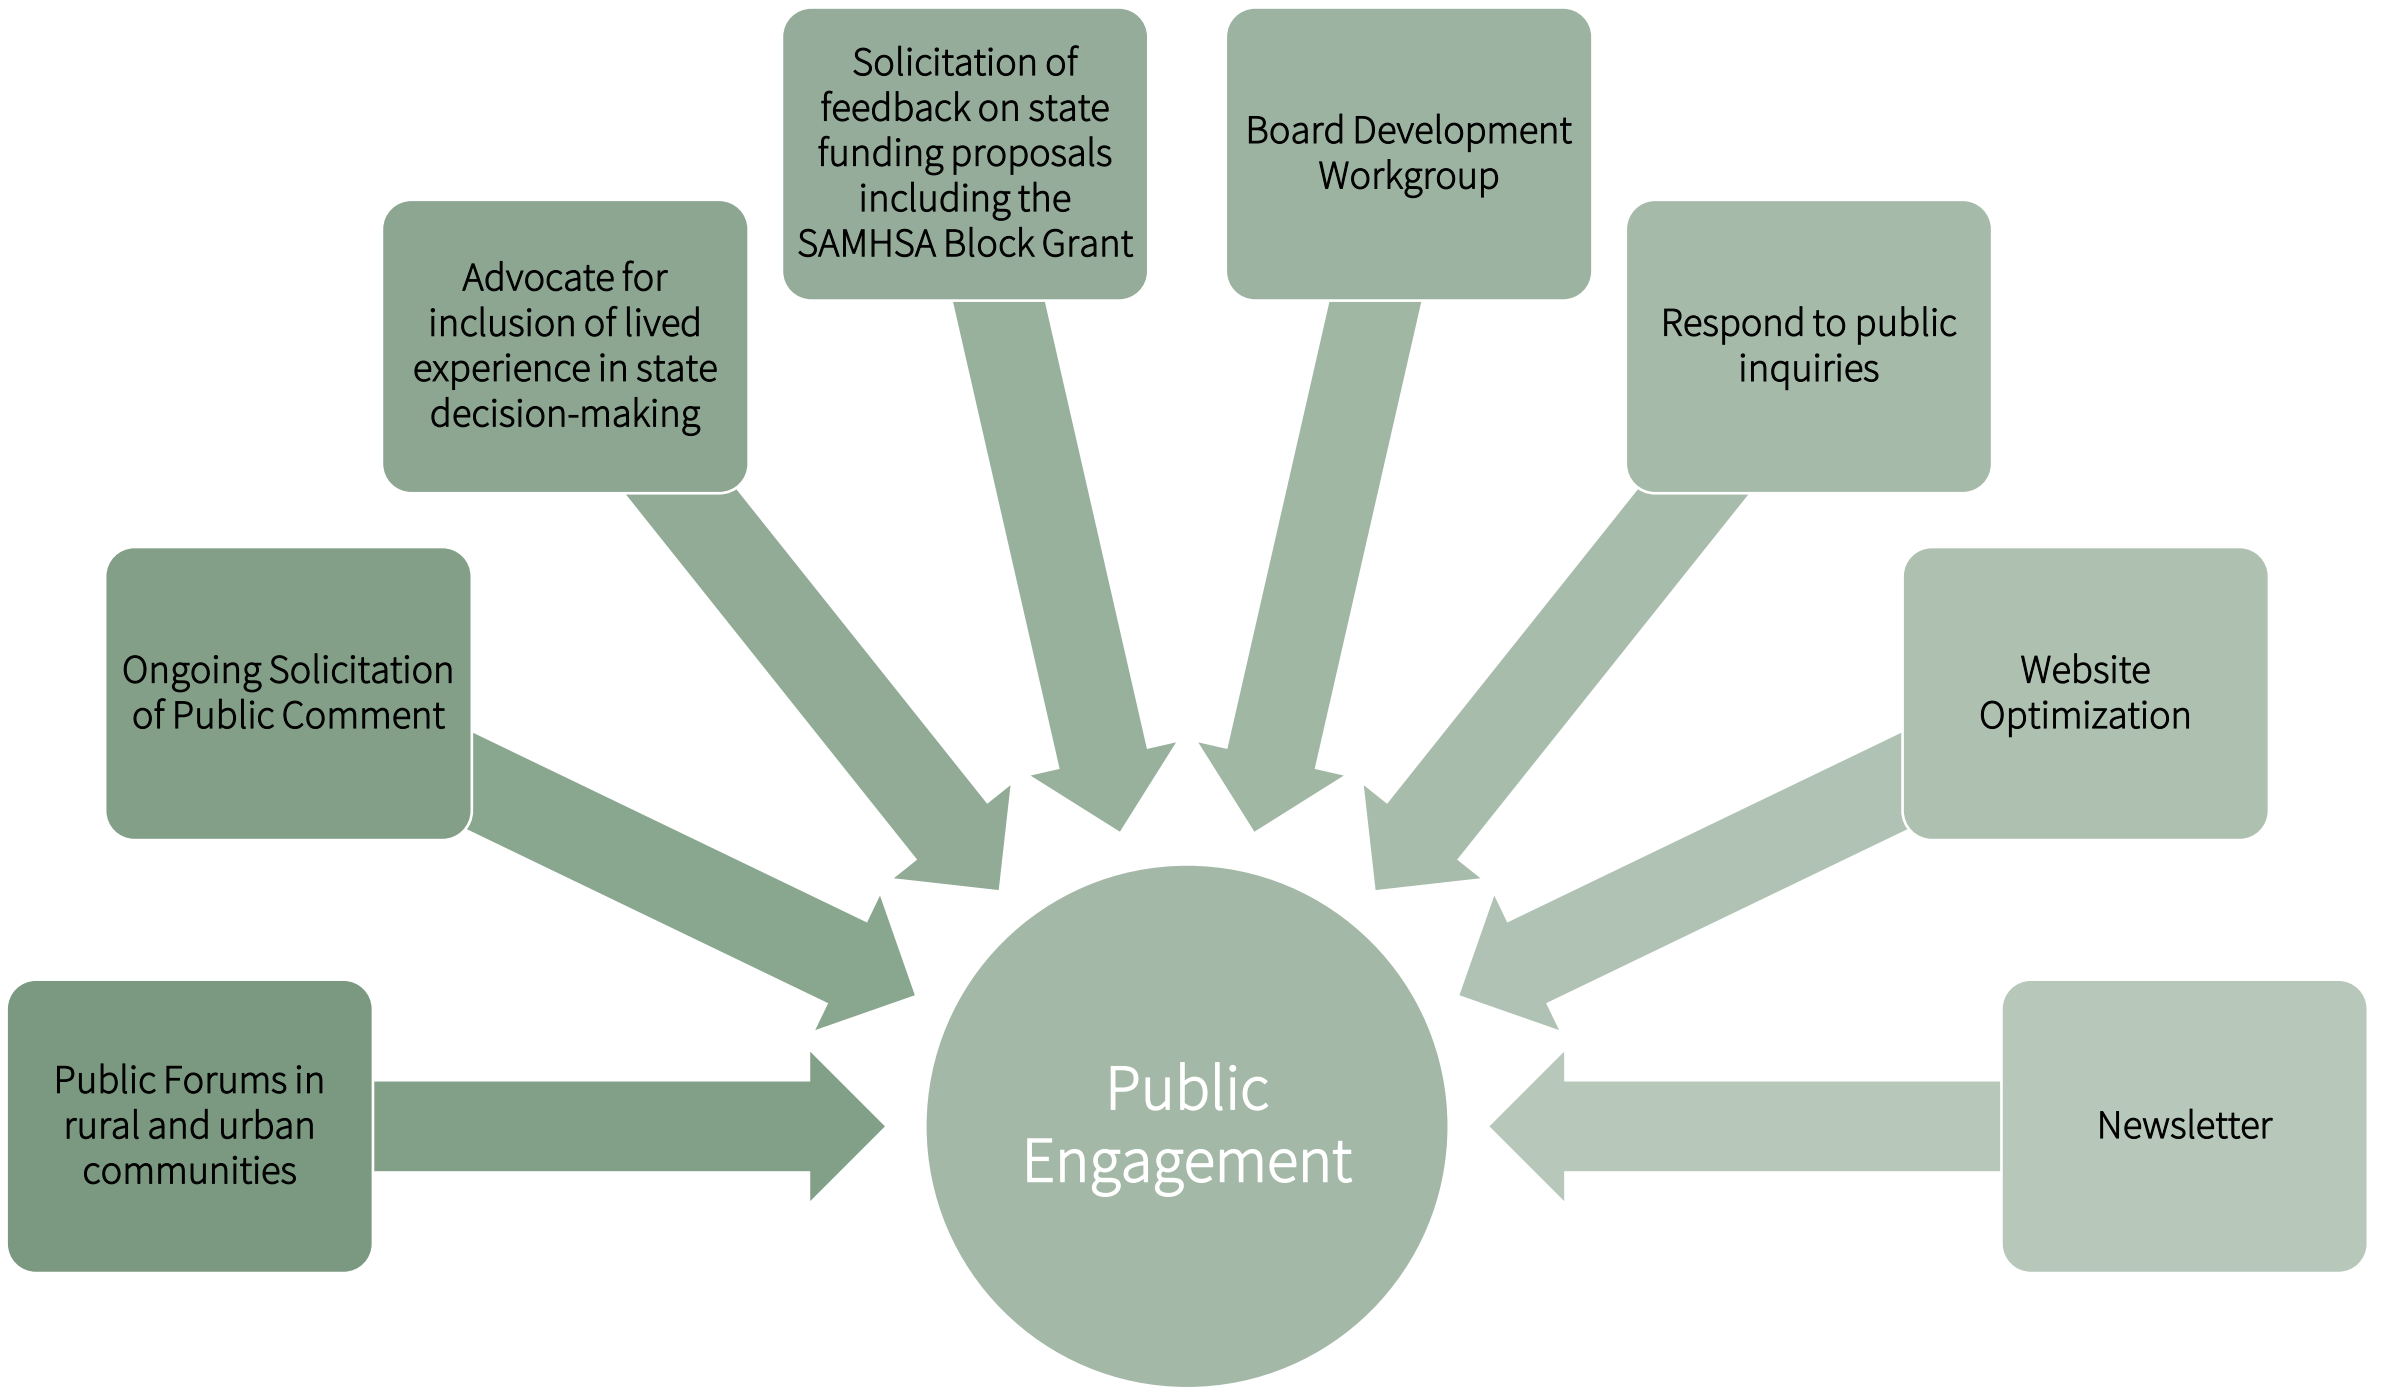 Solicitation of
feedback on state
funding proposals
including the
SAMHSA Block Grant
Board Development
Workgroup
Advocate for
inclusion of lived
experience in state
decision-making
Respond to public
inquiries
Ongoing Solicitation
of Public Comment
Website
Optimization
Public Forums in
rural and urban
communities
Public
Engagement
Newsletter